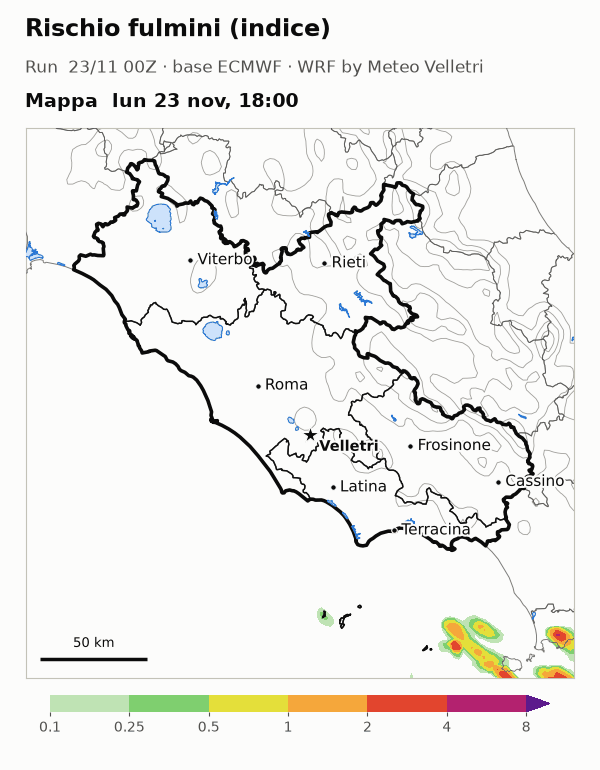 Rischio fulmini (indice)
Run  23/11 00Z · base ECMWF · WRF by Meteo Velletri
Mappa  lun 23 nov, 18:00
Viterbo
Rieti
Roma
Velletri
Frosinone
Latina
Cassino
Terracina
50 km
0.1 0.25 0.5 1 2 4 8